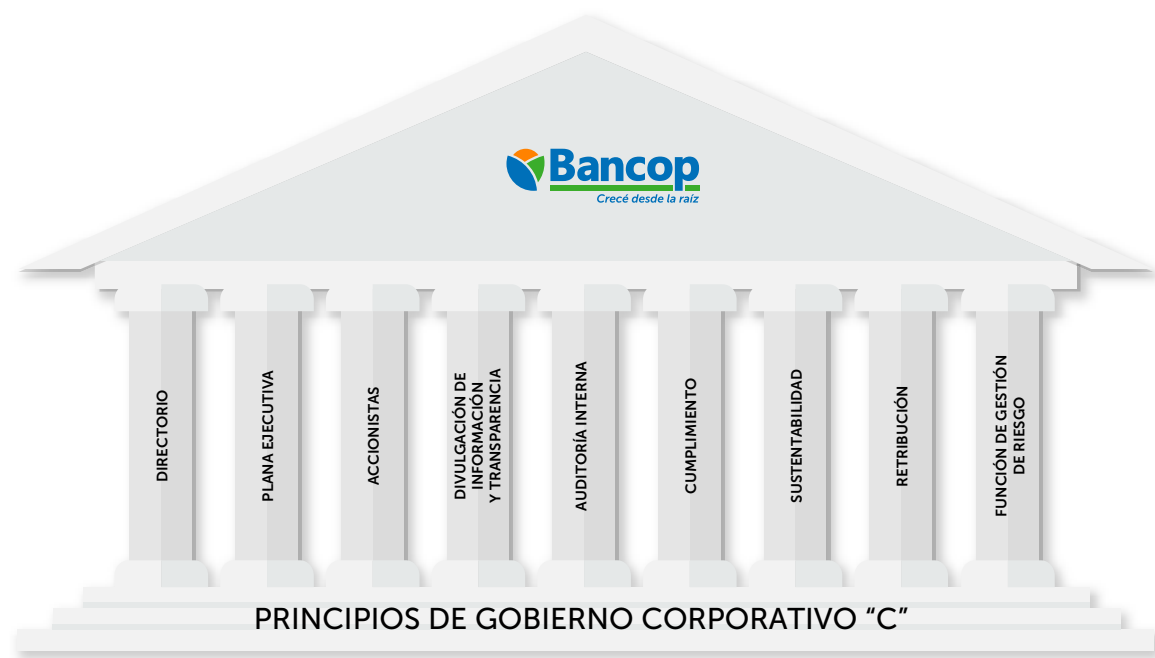 Bancop
Crecé desde la raíz
DIRECTORIO
PLANA EJECUTIVA
ACCIONISTAS
DIVULGACIÓN DE
INFORMACIÓN
Y TRANSPARENCIA
AUDITORÍA INTERNA
CUMPLIMIENTO
SUSTENTABILIDAD
RETRIBUCIÓN
FUNCIÓN DE GESTIÓN
DE RIESGO
PRINCIPIOS DE GOBIERNO CORPORATIVO “C”